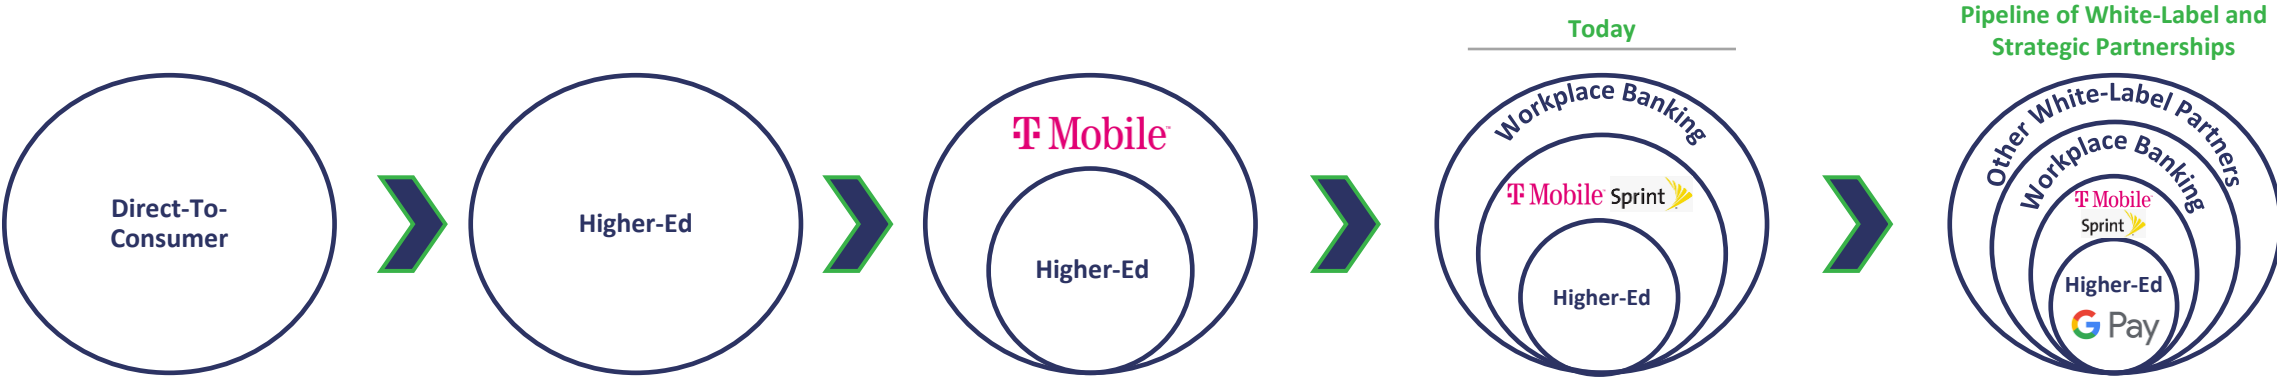 Direct-To-
Consumer
Higher-Ed
T Mobile
Higher-Ed
Today
Workplace Banking
T Mobile Sprint
Higher-Ed
Pipeline of White-Label and
Strategic Partnerships
Other White-Label Partners
Workplace Banking
T Mobile
Sprint
Higher-Ed
G Pay